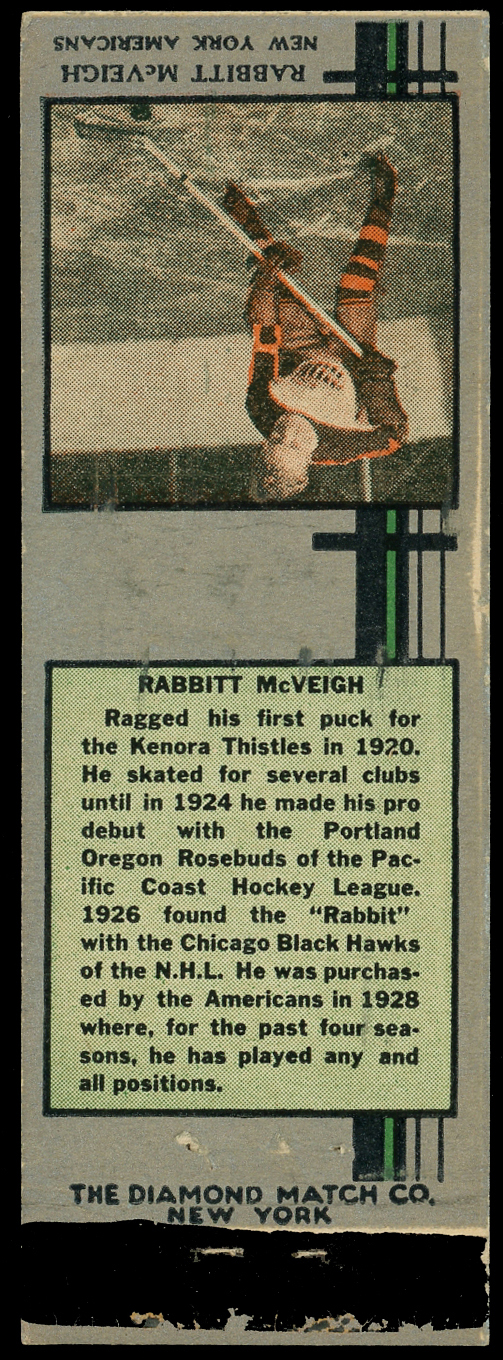 RABBITT McVEIGH
NEW YORK AMERICANS
RABBITT McVEIGH
Ragged his first puck for
the Kenora Thistles in 1920.
He skated for several clubs
until in 1924 he made his pro
debut with the Portland
Oregon Rosebuds of the Pac-
ific Coast Hockey League.
1926 found the "Rabbit"
with the Chicago Black Hawks
of the N.H.L. He was purchas-
ed by the Americans in 1928
where, for the past four sea-
sons, he has played any and
all positions.
THE DIAMOND MATCH CO.
NEW YORK